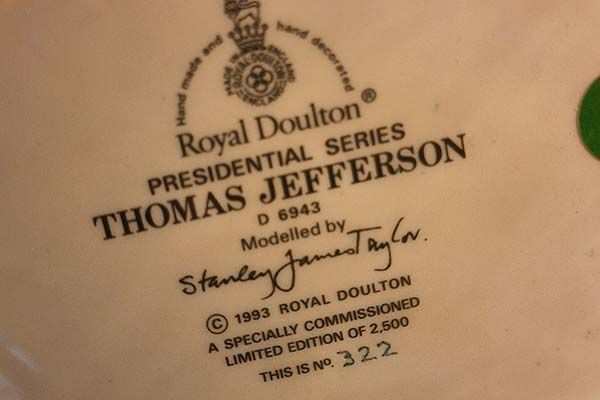 Hand made and hand decorated
MADE IN ENGLAND
ROYAL DOULTON
ENGLAND
Royal Doulton®
PRESIDENTIAL SERIES
THOMAS JEFFERSON
D 6943
Modelled by
Stanley James Taylor.
© 1993 ROYAL DOULTON
A SPECIALLY COMMISSIONED
LIMITED EDITION OF 2,500
THIS IS No. 322